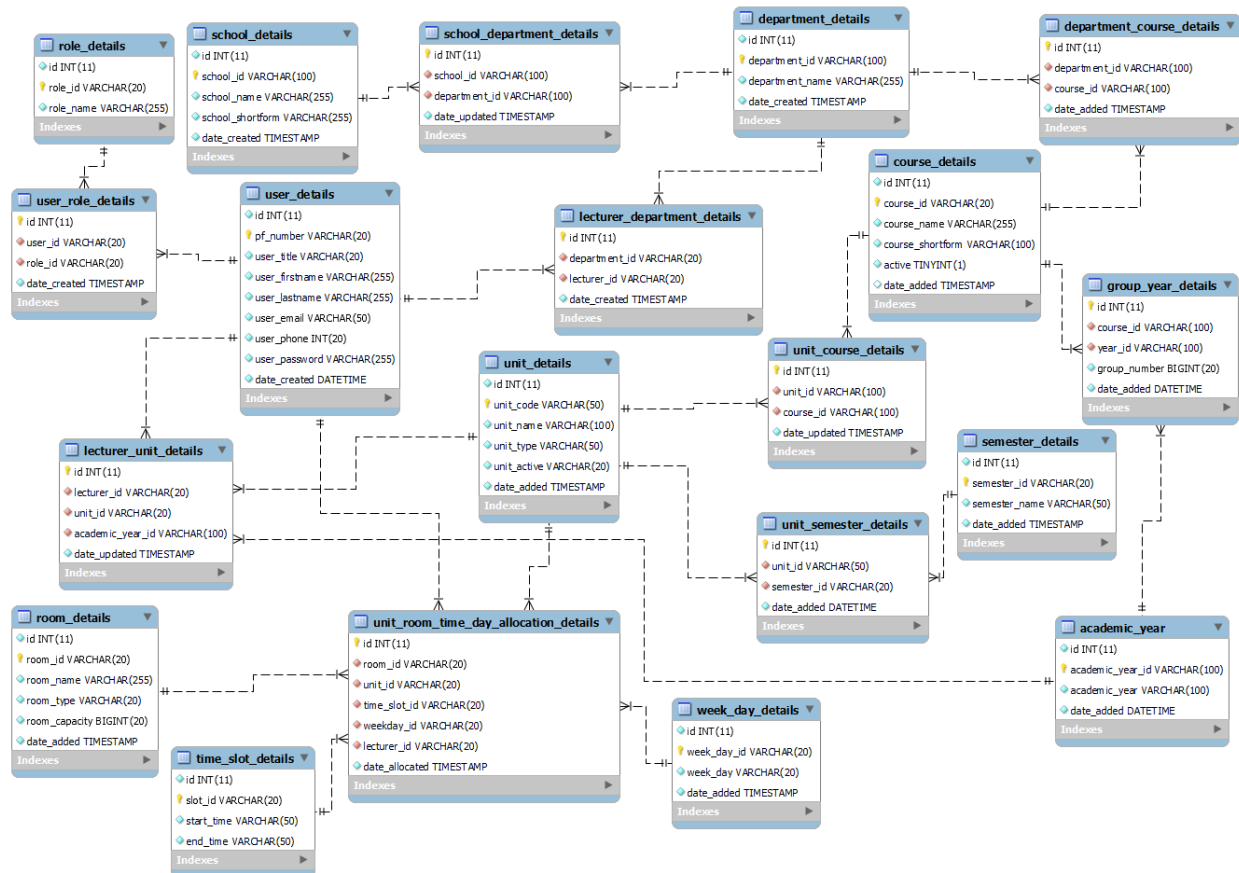 role_details
id INT(11)
role_id VARCHAR(20)
role_name VARCHAR(255)
Indexes
school_details
id INT(11)
school_id VARCHAR(100)
school_name VARCHAR(255)
school_shortform VARCHAR(255)
date_created TIMESTAMP
Indexes
school_department_details
id INT(11)
school_id VARCHAR(100)
department_id VARCHAR(100)
date_updated TIMESTAMP
Indexes
department_details
id INT(11)
department_id VARCHAR(100)
department_name VARCHAR(255)
date_created TIMESTAMP
Indexes
department_course_details
id INT(11)
department_id VARCHAR(100)
course_id VARCHAR(100)
date_added TIMESTAMP
Indexes
user_role_details
id INT(11)
user_id VARCHAR(20)
role_id VARCHAR(20)
date_created TIMESTAMP
Indexes
user_details
id INT(11)
pf_number VARCHAR(20)
user_title VARCHAR(20)
user_firstname VARCHAR(255)
user_lastname VARCHAR(255)
user_email VARCHAR(50)
user_phone INT(20)
user_password VARCHAR(255)
date_created DATETIME
Indexes
lecturer_department_details
id INT(11)
department_id VARCHAR(20)
lecturer_id VARCHAR(20)
date_created TIMESTAMP
Indexes
course_details
id INT(11)
course_id VARCHAR(20)
course_name VARCHAR(255)
course_shortform VARCHAR(100)
active TINYINT(1)
date_added TIMESTAMP
Indexes
group_year_details
id INT(11)
course_id VARCHAR(100)
year_id VARCHAR(100)
group_number BIGINT(20)
date_added DATETIME
Indexes
unit_details
id INT(11)
unit_code VARCHAR(50)
unit_name VARCHAR(100)
unit_type VARCHAR(50)
unit_active VARCHAR(20)
date_added TIMESTAMP
Indexes
unit_course_details
id INT(11)
unit_id VARCHAR(100)
course_id VARCHAR(100)
date_updated TIMESTAMP
Indexes
lecturer_unit_details
id INT(11)
lecturer_id VARCHAR(20)
unit_id VARCHAR(20)
academic_year_id VARCHAR(100)
date_updated TIMESTAMP
Indexes
semester_details
id INT(11)
semester_id VARCHAR(20)
semester_name VARCHAR(50)
date_added TIMESTAMP
Indexes
unit_semester_details
id INT(11)
unit_id VARCHAR(50)
semester_id VARCHAR(20)
date_added DATETIME
Indexes
room_details
id INT(11)
room_id VARCHAR(20)
room_name VARCHAR(255)
room_type VARCHAR(20)
room_capacity BIGINT(20)
date_added TIMESTAMP
Indexes
unit_room_time_day_allocation_details
id INT(11)
room_id VARCHAR(20)
unit_id VARCHAR(20)
time_slot_id VARCHAR(20)
weekday_id VARCHAR(20)
lecturer_id VARCHAR(20)
date_allocated TIMESTAMP
Indexes
academic_year
id INT(11)
academic_year_id VARCHAR(100)
academic_year VARCHAR(100)
date_added DATETIME
Indexes
time_slot_details
id INT(11)
slot_id VARCHAR(20)
start_time VARCHAR(50)
end_time VARCHAR(50)
Indexes
week_day_details
id INT(11)
week_day_id VARCHAR(20)
week_day VARCHAR(20)
date_added TIMESTAMP
Indexes